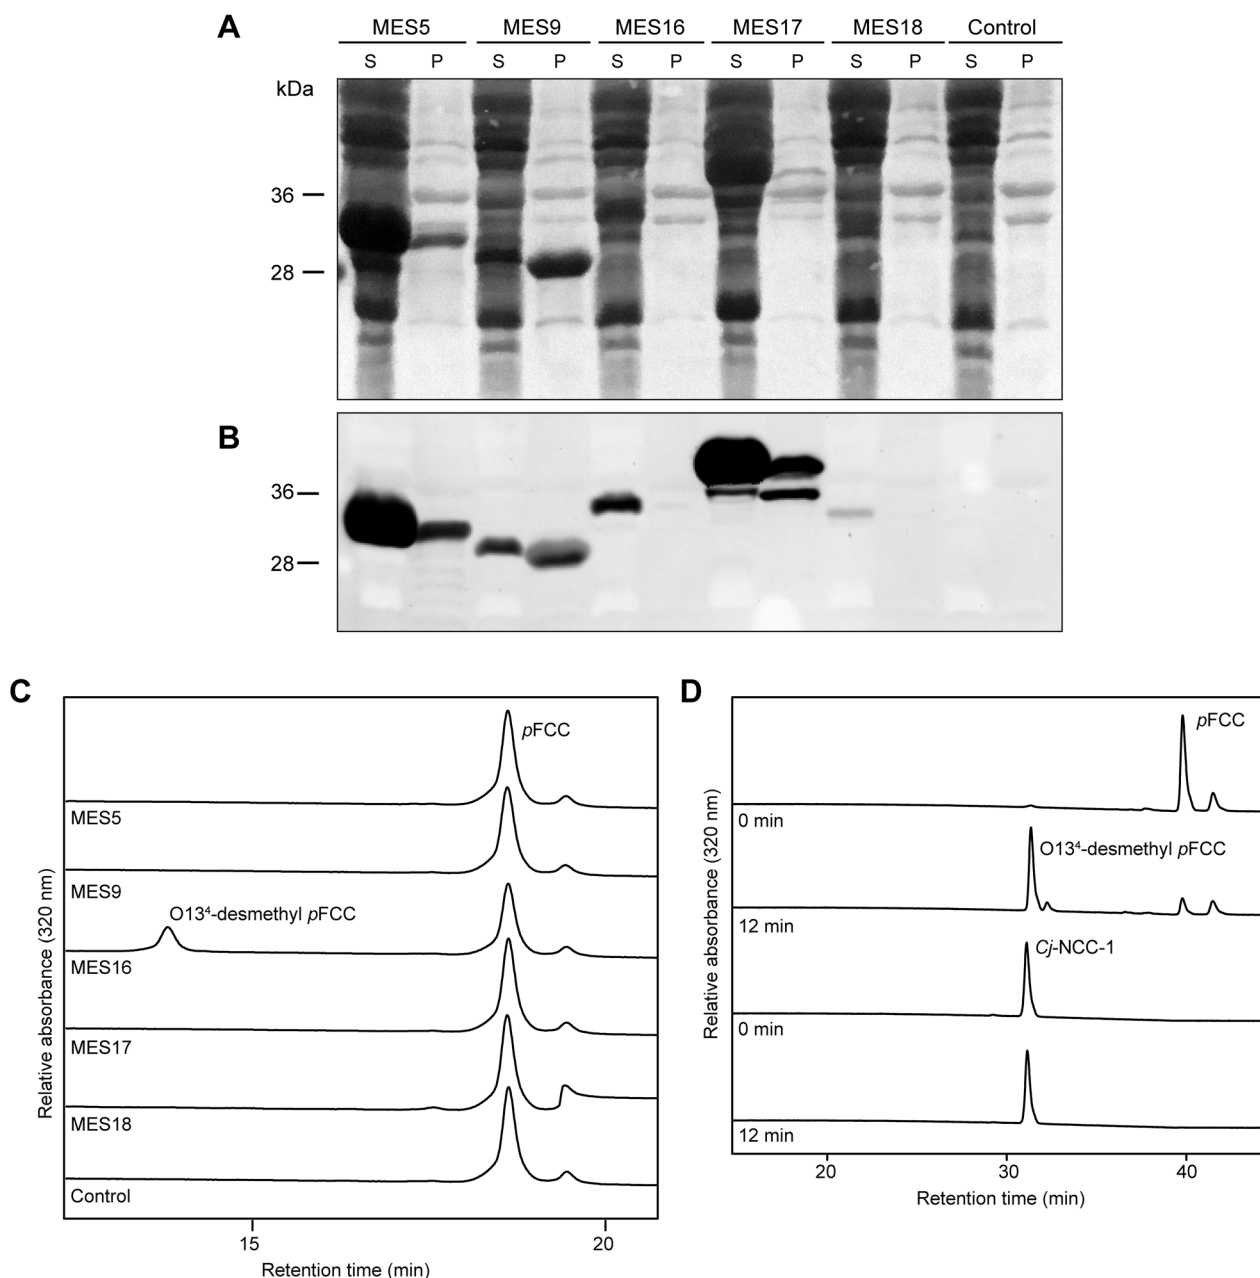 A
MES5 MES9 MES16 MES17 MES18 Control
S P S P S P S P S P S P
kDa
36
28
B
36
28
C
pFCC
MES5
MES9
O13⁴-desmethyl pFCC
MES16
MES17
MES18
Control
Relative absorbance (320 nm)
15 20
Retention time (min)
D
pFCC
0 min
O13⁴-desmethyl pFCC
12 min
Cj-NCC-1
0 min
12 min
Relative absorbance (320 nm)
20 30 40
Retention time (min)